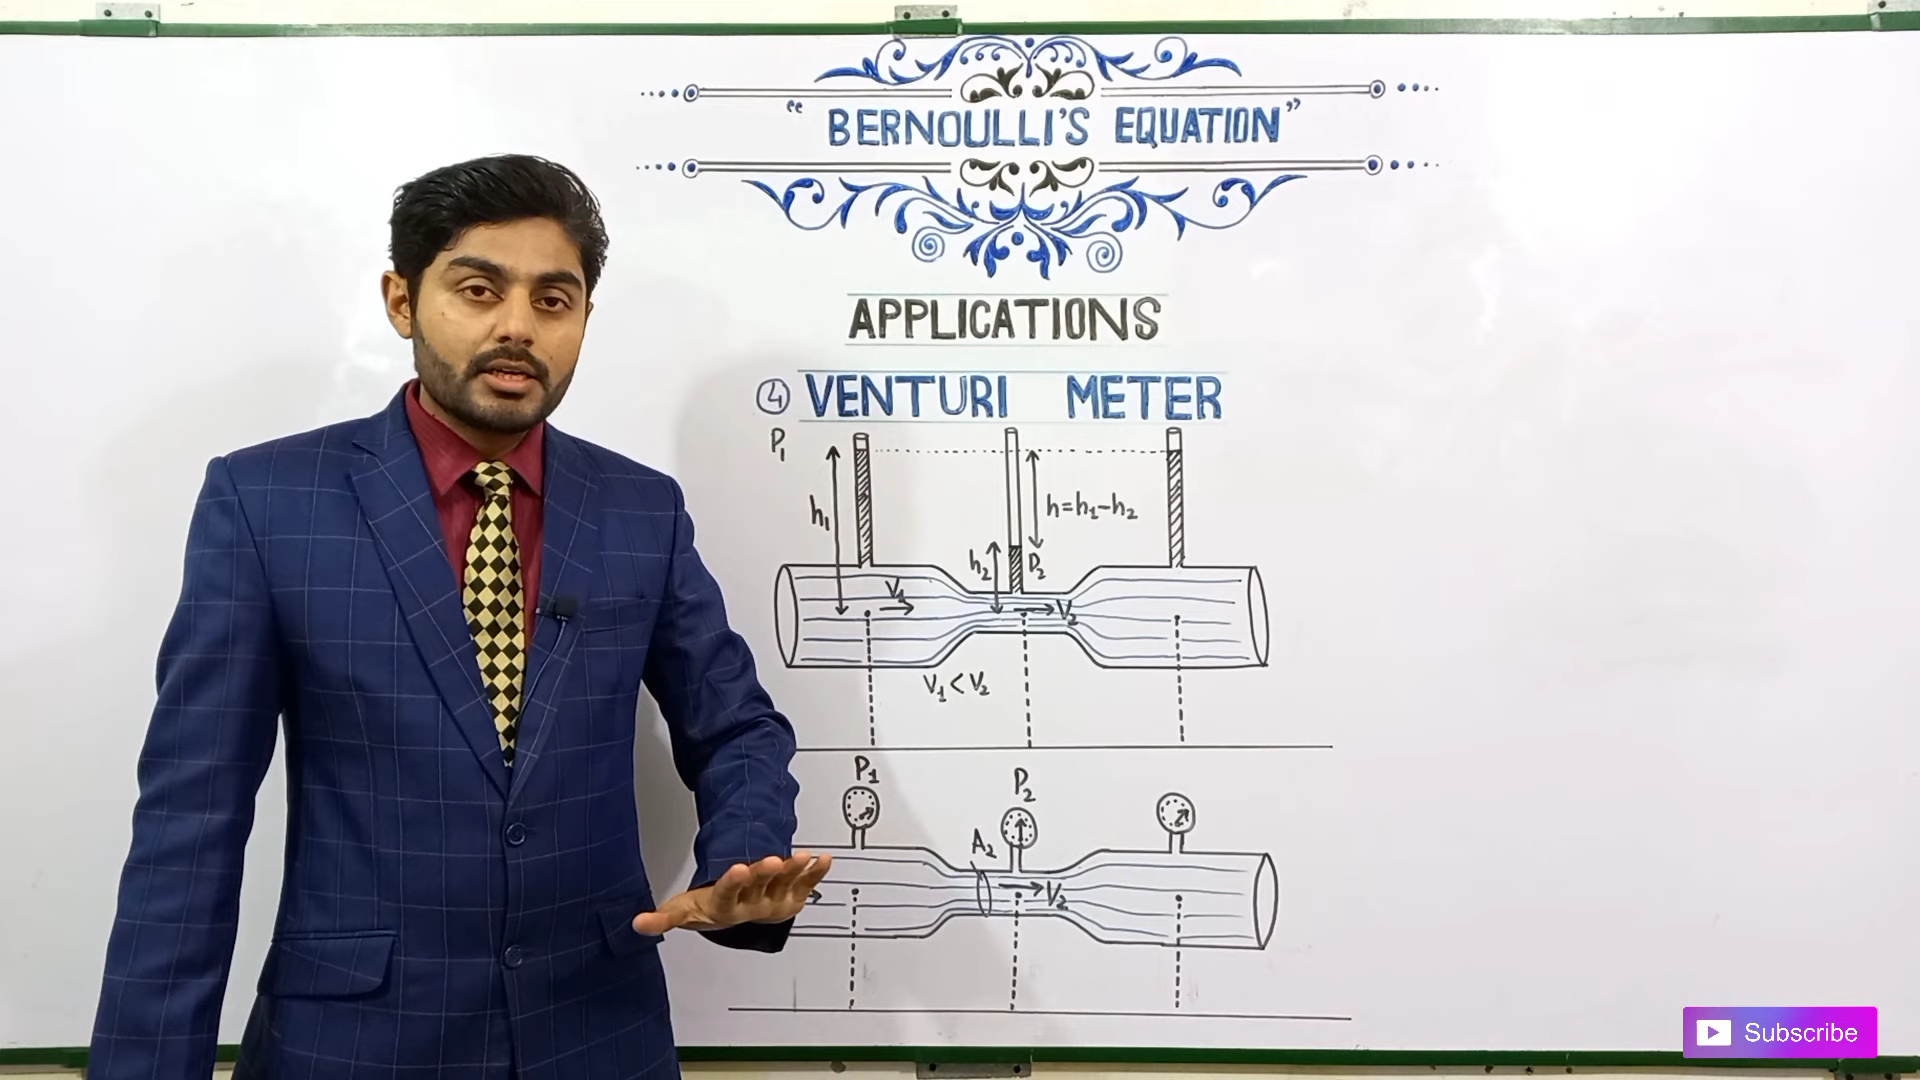 “BERNOULLI'S EQUATION”
APPLICATIONS
④ VENTURI METER
P₁
h₁
h=h₁-h₂
h₂
P₂
V₁
V₂
V₁<V₂
P₁
P₂
A₂
V₂
Subscribe